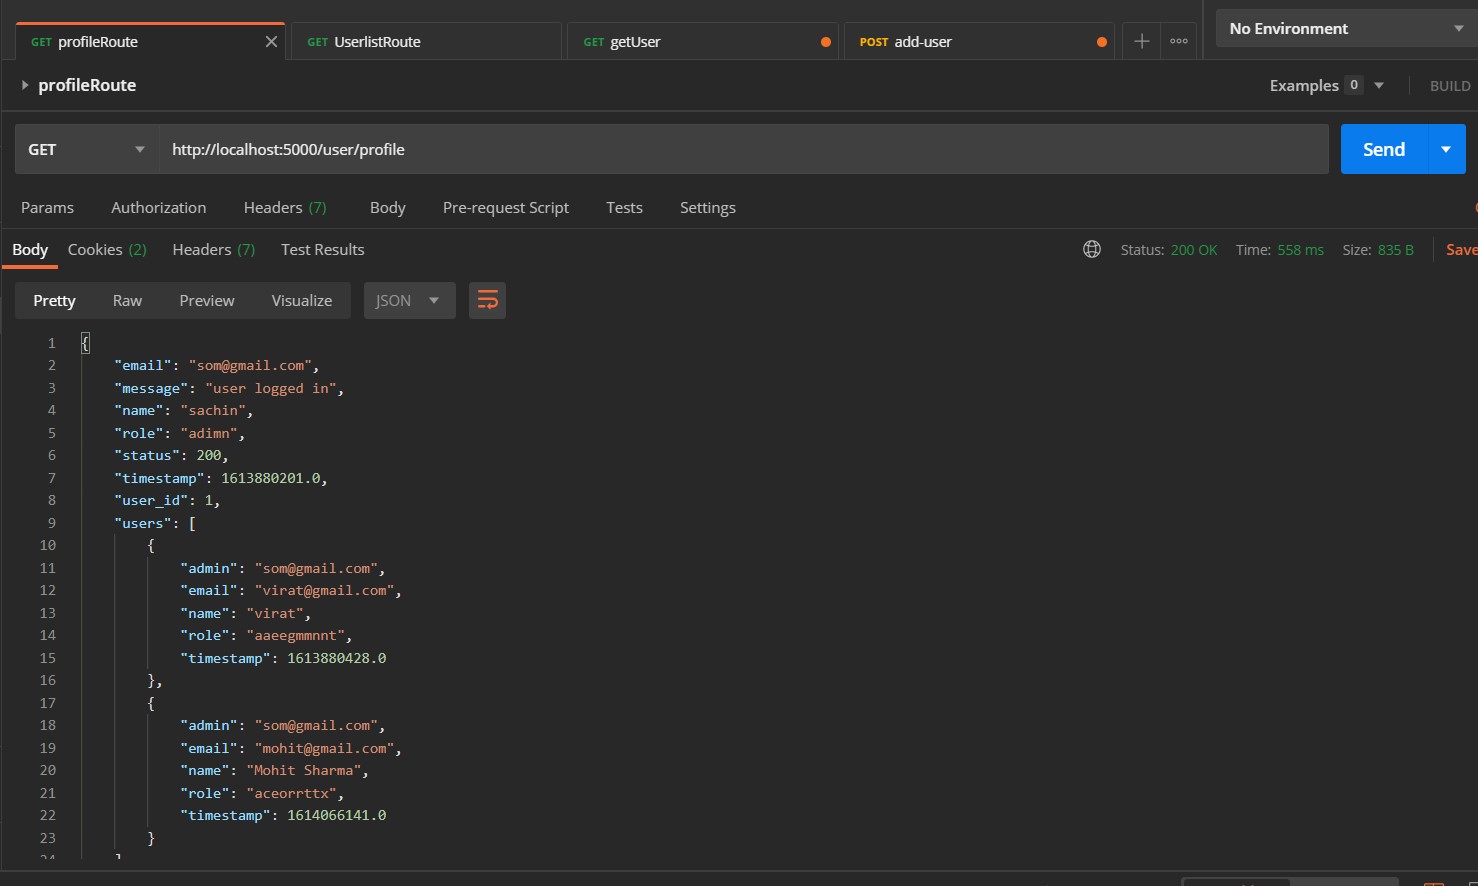 GET profileRoute
GET UserlistRoute
GET getUser
POST add-user
No Environment
profileRoute
Examples 0
BUILD
GET
http://localhost:5000/user/profile
Send
Params Authorization Headers (7) Body Pre-request Script Tests Settings
Body Cookies (2) Headers (7) Test Results
Status: 200 OK Time: 558 ms Size: 835 B
Save
Pretty Raw Preview Visualize JSON
1 {
2 "email": "som@gmail.com",
3 "message": "user logged in",
4 "name": "sachin",
5 "role": "adimn",
6 "status": 200,
7 "timestamp": 1613880201.0,
8 "user_id": 1,
9 "users": [
10 {
11 "admin": "som@gmail.com",
12 "email": "virat@gmail.com",
13 "name": "virat",
14 "role": "aaeegmmnnt",
15 "timestamp": 1613880428.0
16 },
17 {
18 "admin": "som@gmail.com",
19 "email": "mohit@gmail.com",
20 "name": "Mohit Sharma",
21 "role": "aceorrttx",
22 "timestamp": 1614066141.0
23 }
24 ]